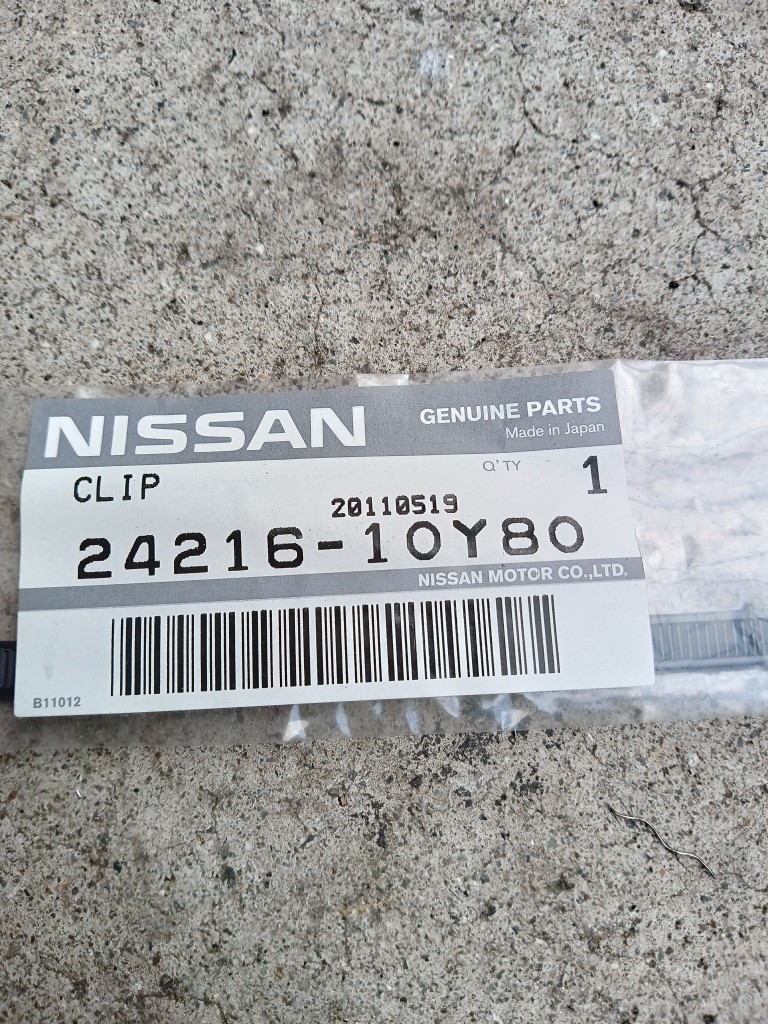 NISSAN
GENUINE PARTS
Made in Japan
CLIP
Q'TY 1
20110519
24216-10Y80
NISSAN MOTOR CO.,LTD.
B11012